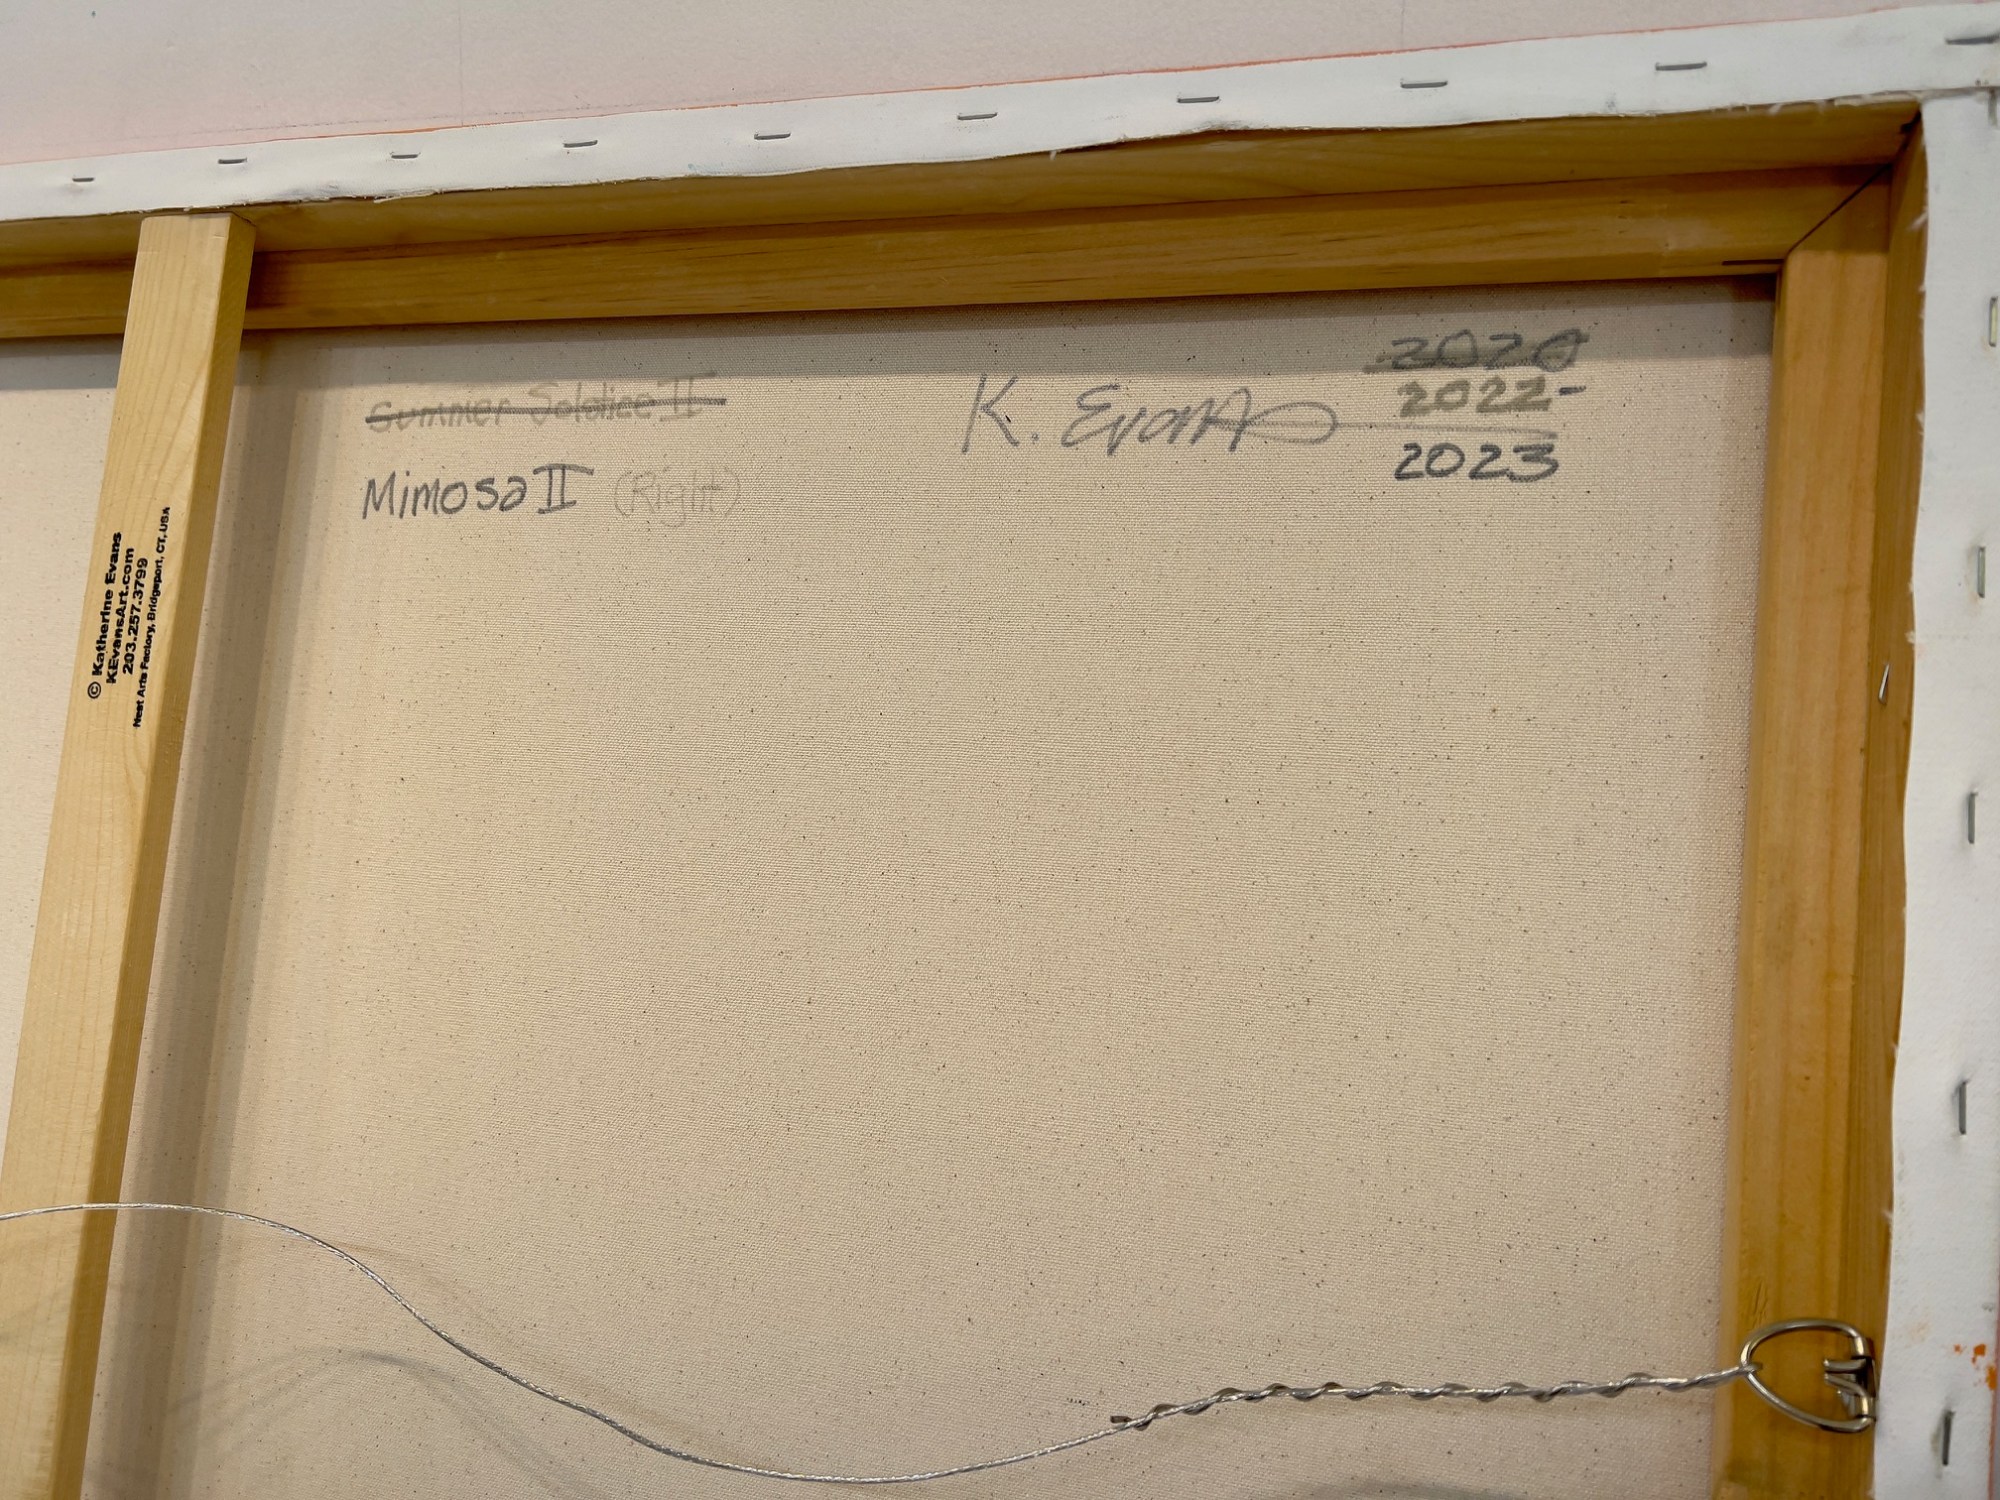 Summer Solstice II
Mimosa II (Right)
K. Evans
2020
2022-
2023
© Katherine Evans
KEvansArt.com
203.257.3799
Nest Arts Factory, Bridgeport, CT, USA